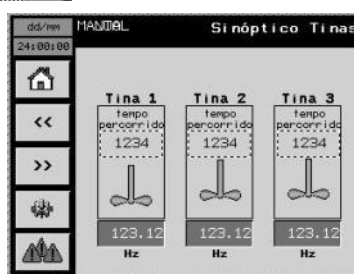 dd/mm MANUAL Sinóptico Tinas
24:00:00
Tina 1 Tina 2 Tina 3
tempo percorrido tempo percorrido tempo percorrido
1234 1234 1234
<<
>>
123.12 123.12 123.12
Hz Hz Hz